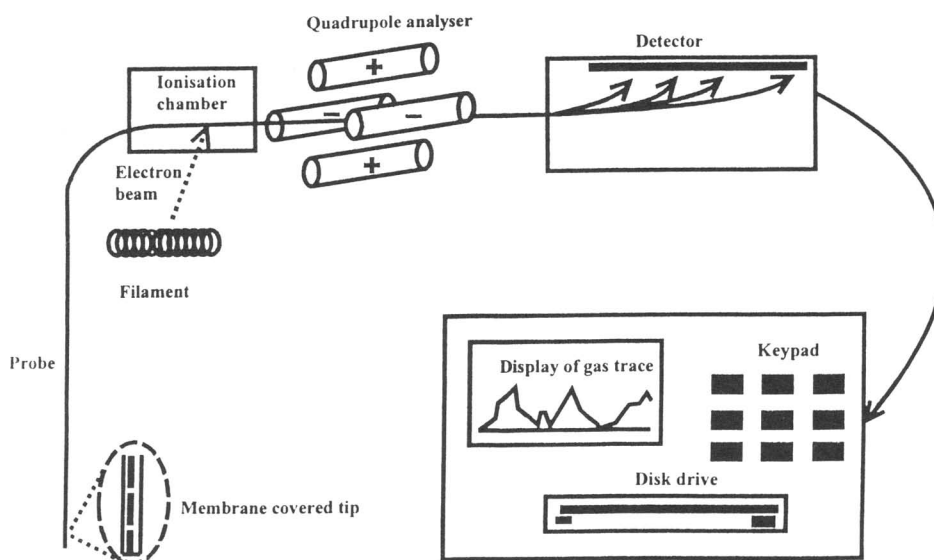 Quadrupole analyser
Detector
Ionisation
chamber
+
−
−
+
Electron
beam
Filament
Probe
Display of gas trace
Keypad
Disk drive
Membrane covered tip